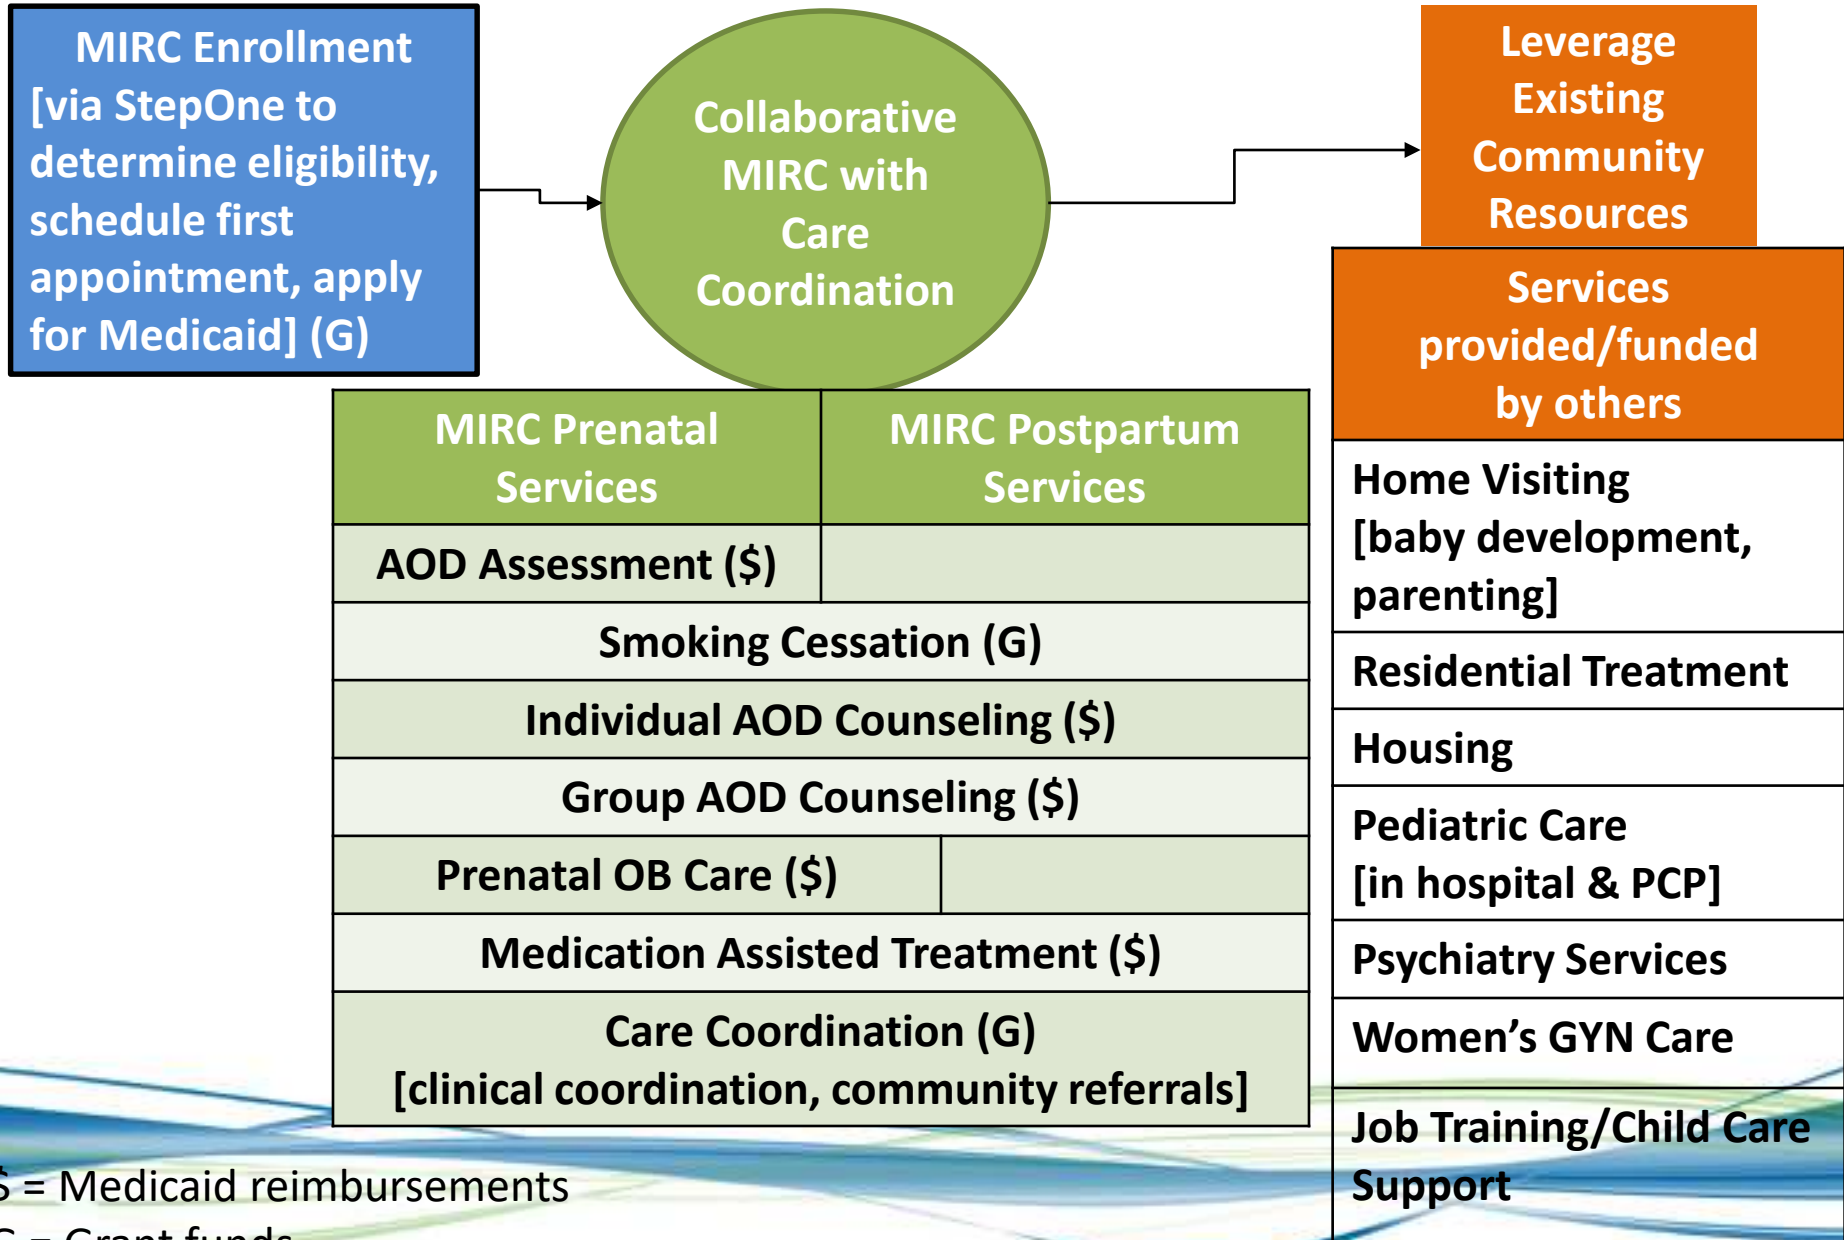 MIRC Enrollment
[via StepOne to
determine eligibility,
schedule first
appointment, apply
for Medicaid] (G)
Collaborative
MIRC with
Care
Coordination
Leverage
Existing
Community
Resources
Services
provided/funded
by others
Home Visiting
[baby development,
parenting]
Residential Treatment
Housing
Pediatric Care
[in hospital & PCP]
Psychiatry Services
Women’s GYN Care
Job Training/Child Care
Support
MIRC Prenatal
Services
MIRC Postpartum
Services
AOD Assessment ($)
Smoking Cessation (G)
Individual AOD Counseling ($)
Group AOD Counseling ($)
Prenatal OB Care ($)
Medication Assisted Treatment ($)
Care Coordination (G)
[clinical coordination, community referrals]
$ = Medicaid reimbursements
G = Grant funds